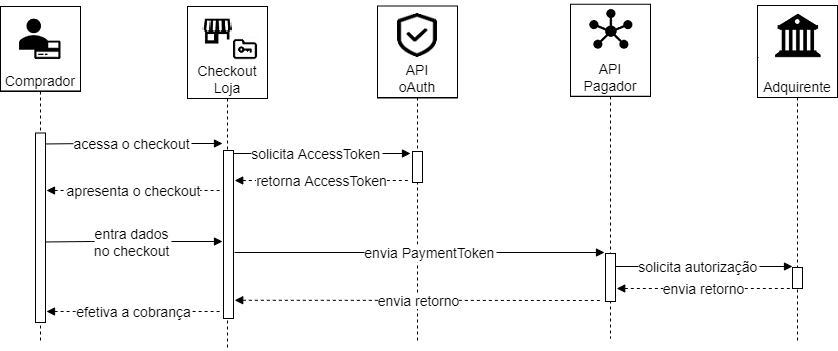 Comprador
Checkout
Loja
API
oAuth
API
Pagador
Adquirente
acessa o checkout
solicita AccessToken
retorna AccessToken
apresenta o checkout
entra dados
no checkout
envia PaymentToken
solicita autorização
envia retorno
envia retorno
efetiva a cobrança